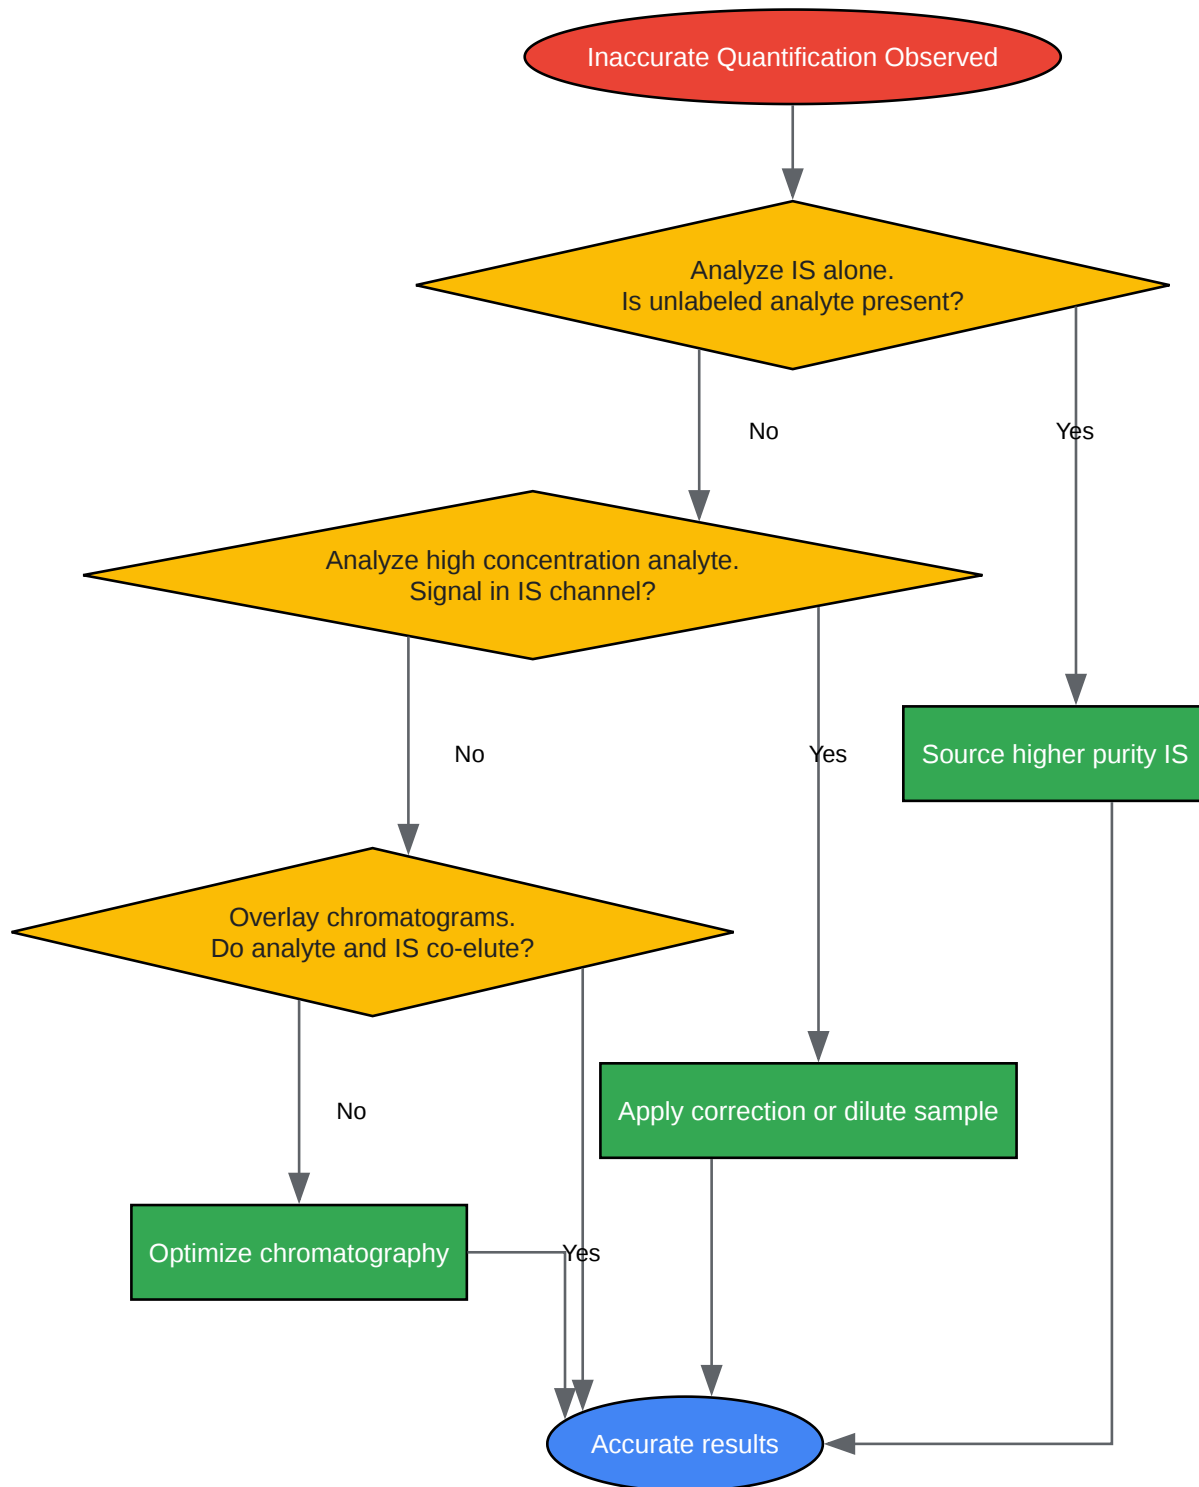 Inaccurate Quantification Observed
Analyze IS alone.
Is unlabeled analyte present?
No
Yes
Analyze high concentration analyte.
Signal in IS channel?
No
Yes
Source higher purity IS
Overlay chromatograms.
Do analyte and IS co-elute?
No
Apply correction or dilute sample
Optimize chromatography
Yes
Accurate results